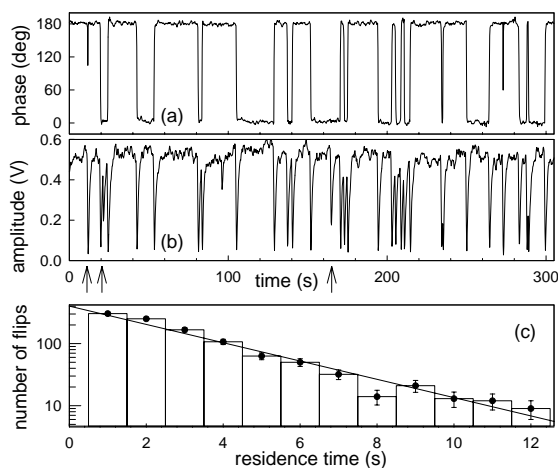 180
120
60
0
phase (deg)
(a)
0.6
0.4
0.2
0.0
amplitude (V)
(b)
0
100
200
300
time (s)
100
10
number of flips
(c)
0
2
4
6
8
10
12
residence time (s)